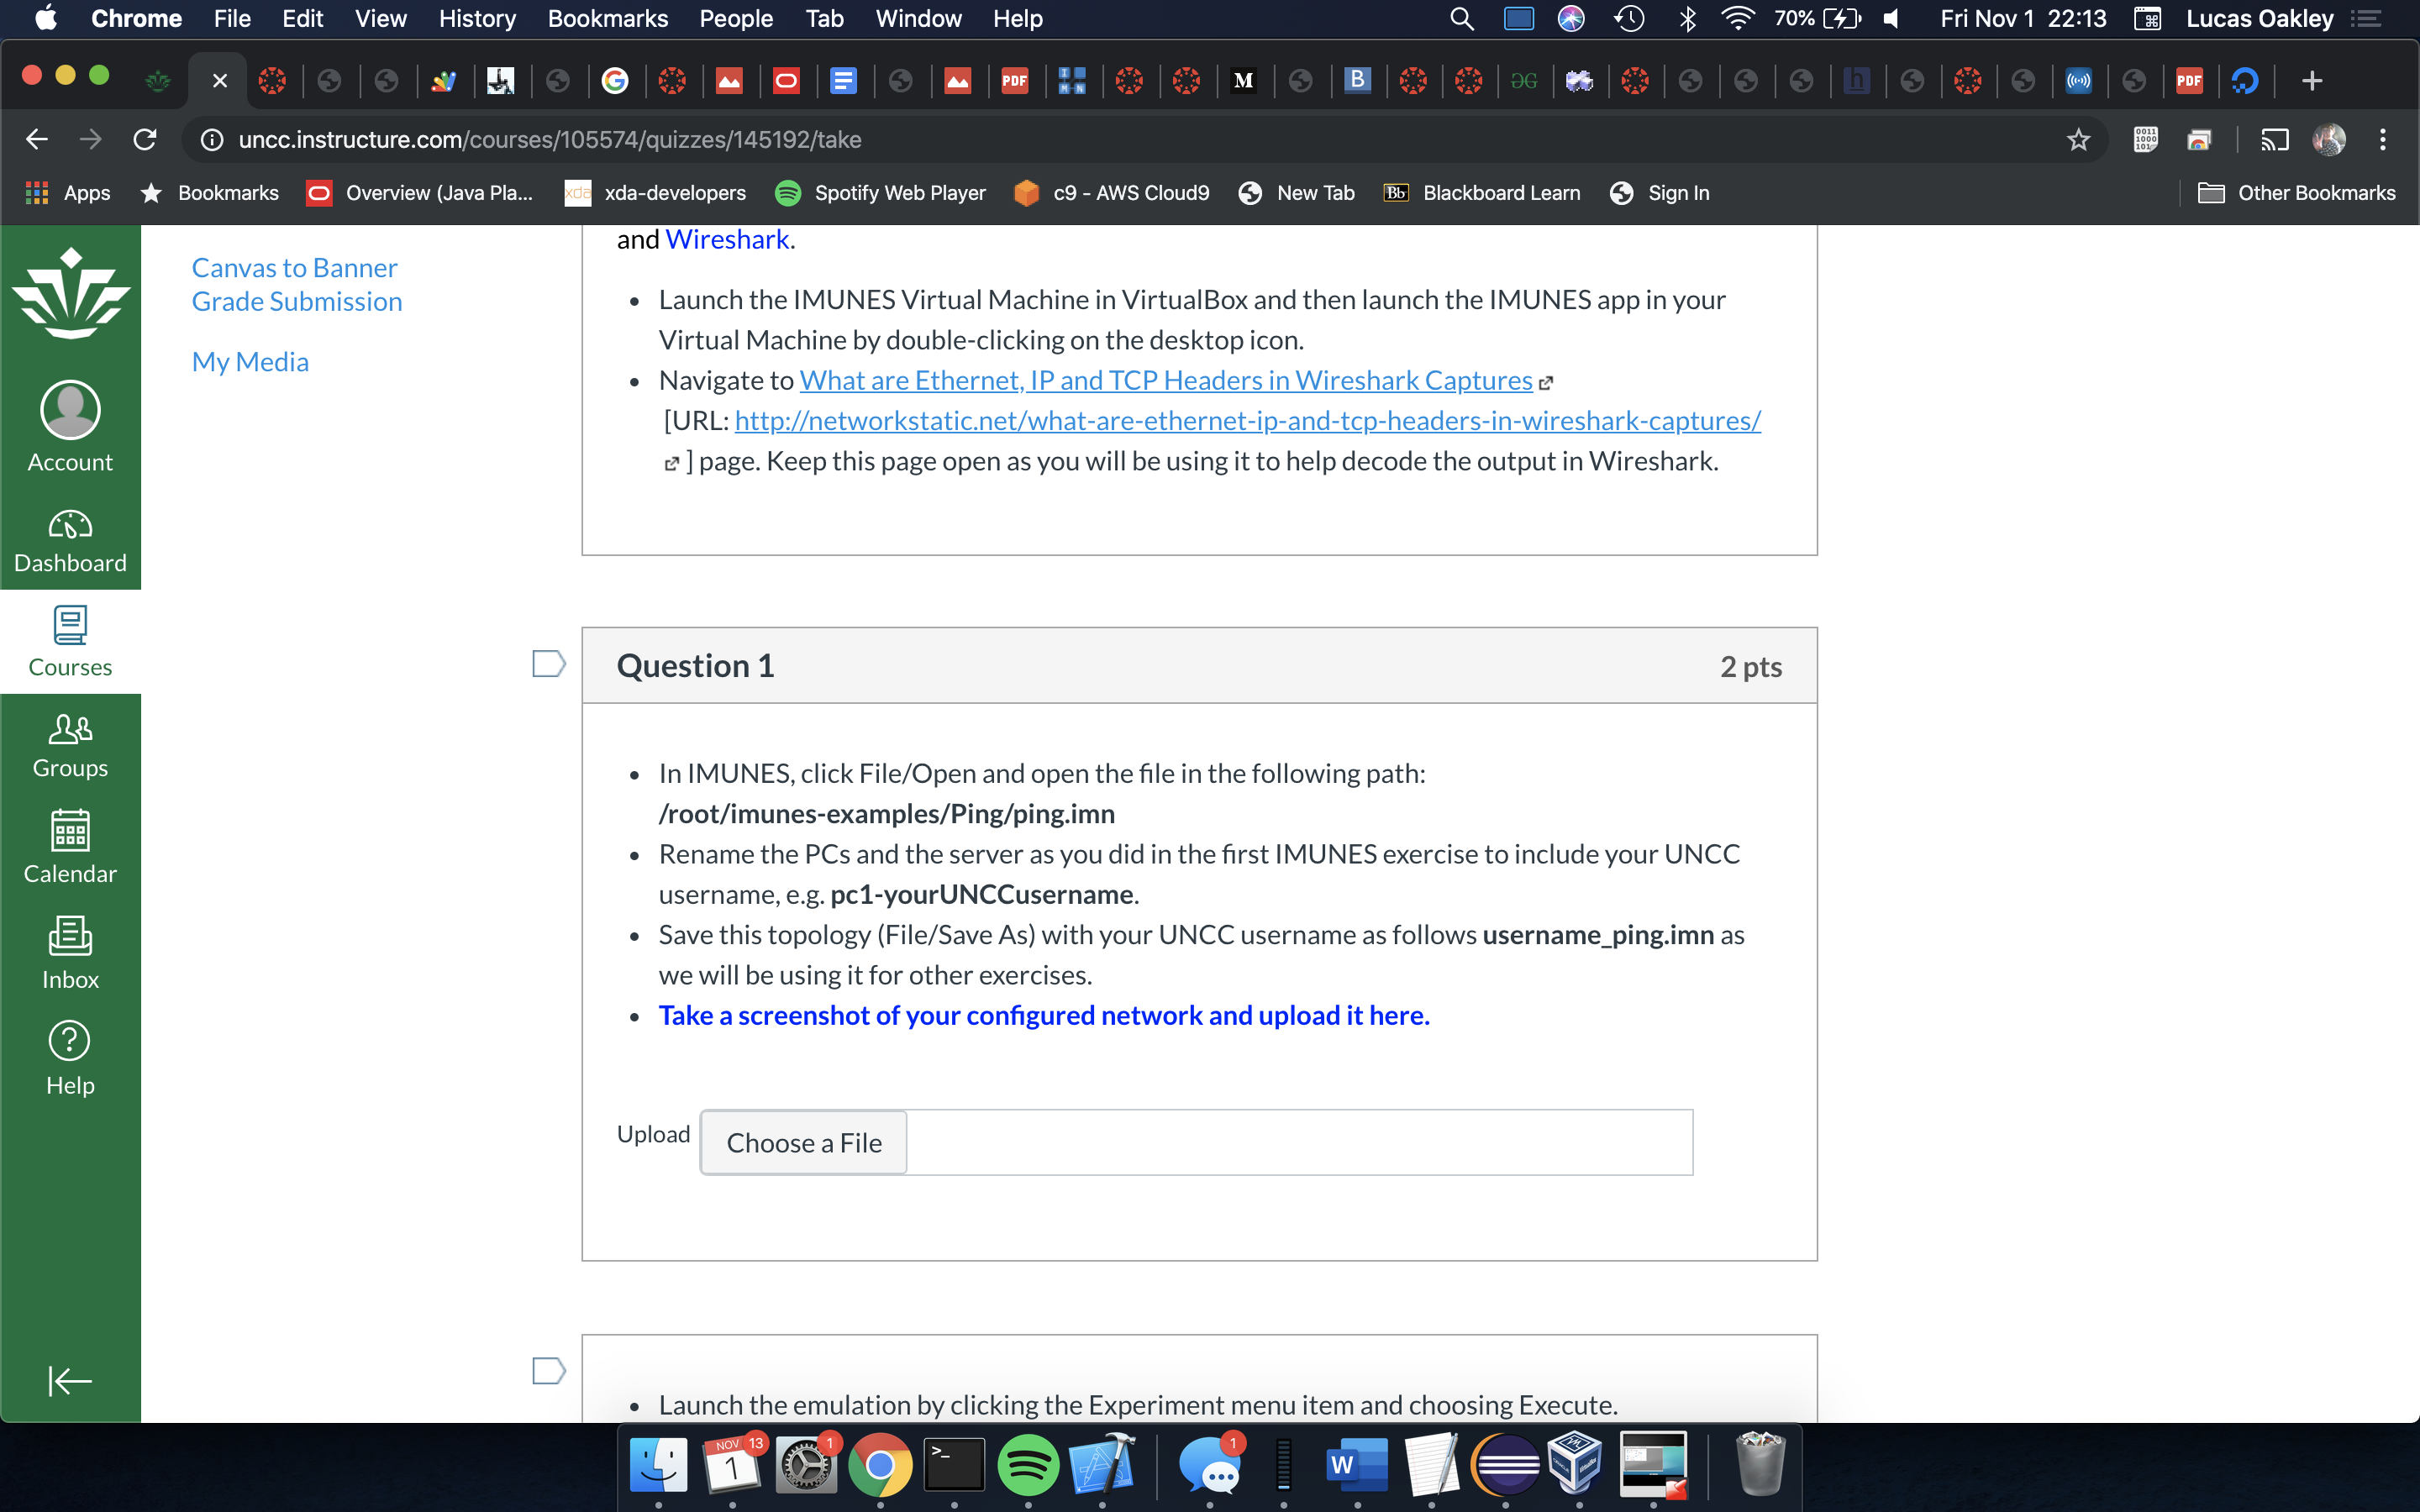 Chrome File Edit View History Bookmarks People Tab Window Help 70% Fri Nov 1 22:13 Lucas Oakley
PDF M B PDF
uncc.instructure.com/courses/105574/quizzes/145192/take
Apps Bookmarks Overview (Java Pla... xda xda-developers Spotify Web Player c9 - AWS Cloud9 New Tab Bb Blackboard Learn Sign In Other Bookmarks
Canvas to Banner
Grade Submission
My Media
Account
Dashboard
Courses
Groups
Calendar
Inbox
Help
and Wireshark.
• Launch the IMUNES Virtual Machine in VirtualBox and then launch the IMUNES app in your
Virtual Machine by double-clicking on the desktop icon.
• Navigate to What are Ethernet, IP and TCP Headers in Wireshark Captures
[URL: http://networkstatic.net/what-are-ethernet-ip-and-tcp-headers-in-wireshark-captures/
] page. Keep this page open as you will be using it to help decode the output in Wireshark.
Question 1 2 pts
• In IMUNES, click File/Open and open the file in the following path:
/root/imunes-examples/Ping/ping.imn
• Rename the PCs and the server as you did in the first IMUNES exercise to include your UNCC
username, e.g. pc1-yourUNCCusername.
• Save this topology (File/Save As) with your UNCC username as follows username_ping.imn as
we will be using it for other exercises.
• Take a screenshot of your configured network and upload it here.
Upload Choose a File
• Launch the emulation by clicking the Experiment menu item and choosing Execute.
NOV 13 1 1 1 W